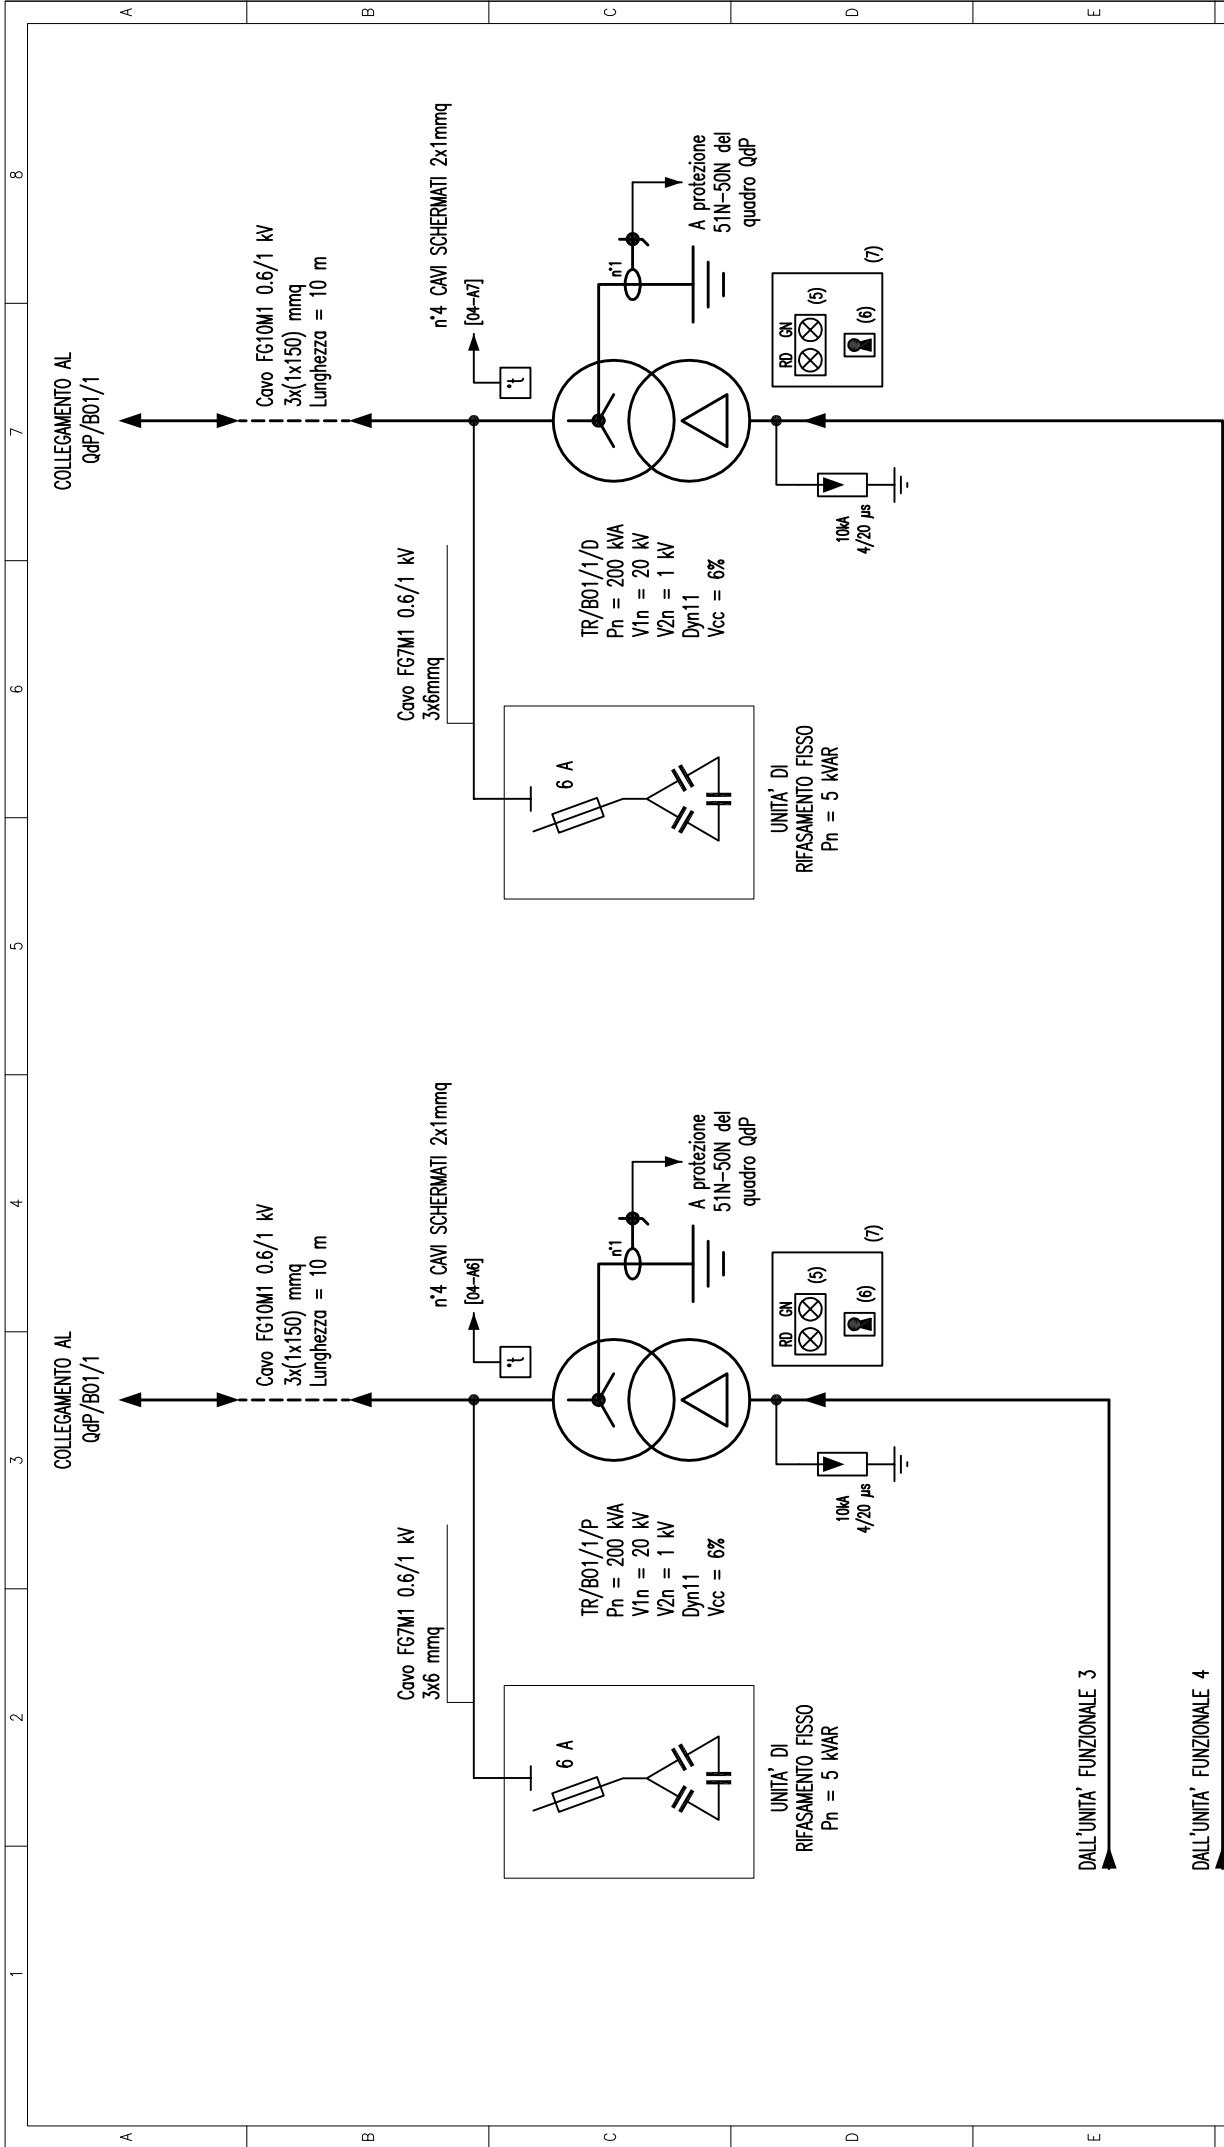 1
2
3
4
5
6
7
8
A
B
C
D
E
COLLEGAMENTO AL
QdP/B01/1
Cavo FG10M1 0.6/1 kV
3x(1x150) mmq
Lunghezza = 10 m
n°4 CAVI SCHERMATI 2x1mmq
[04-A6]
°t
Cavo FG7M1 0.6/1 kV
3x6 mmq
6 A
UNITA' DI
RIFASAMENTO FISSO
Pn = 5 kVAR
TR/B01/1/P
Pn = 200 kVA
V1n = 20 kV
V2n = 1 kV
Dyn11
Vcc = 6%
n°1
A protezione
51N-50N del
quadro QdP
10kA
4/20 µs
RD GN
(5)
(6)
(7)
DALL'UNITA' FUNZIONALE 3
DALL'UNITA' FUNZIONALE 4
COLLEGAMENTO AL
QdP/B01/1
Cavo FG10M1 0.6/1 kV
3x(1x150) mmq
Lunghezza = 10 m
n°4 CAVI SCHERMATI 2x1mmq
[04-A7]
°t
Cavo FG7M1 0.6/1 kV
3x6mmq
6 A
UNITA' DI
RIFASAMENTO FISSO
Pn = 5 kVAR
TR/B01/1/D
Pn = 200 kVA
V1n = 20 kV
V2n = 1 kV
Dyn11
Vcc = 6%
n°1
A protezione
51N-50N del
quadro QdP
10kA
4/20 µs
RD GN
(5)
(6)
(7)
A
B
C
D
E